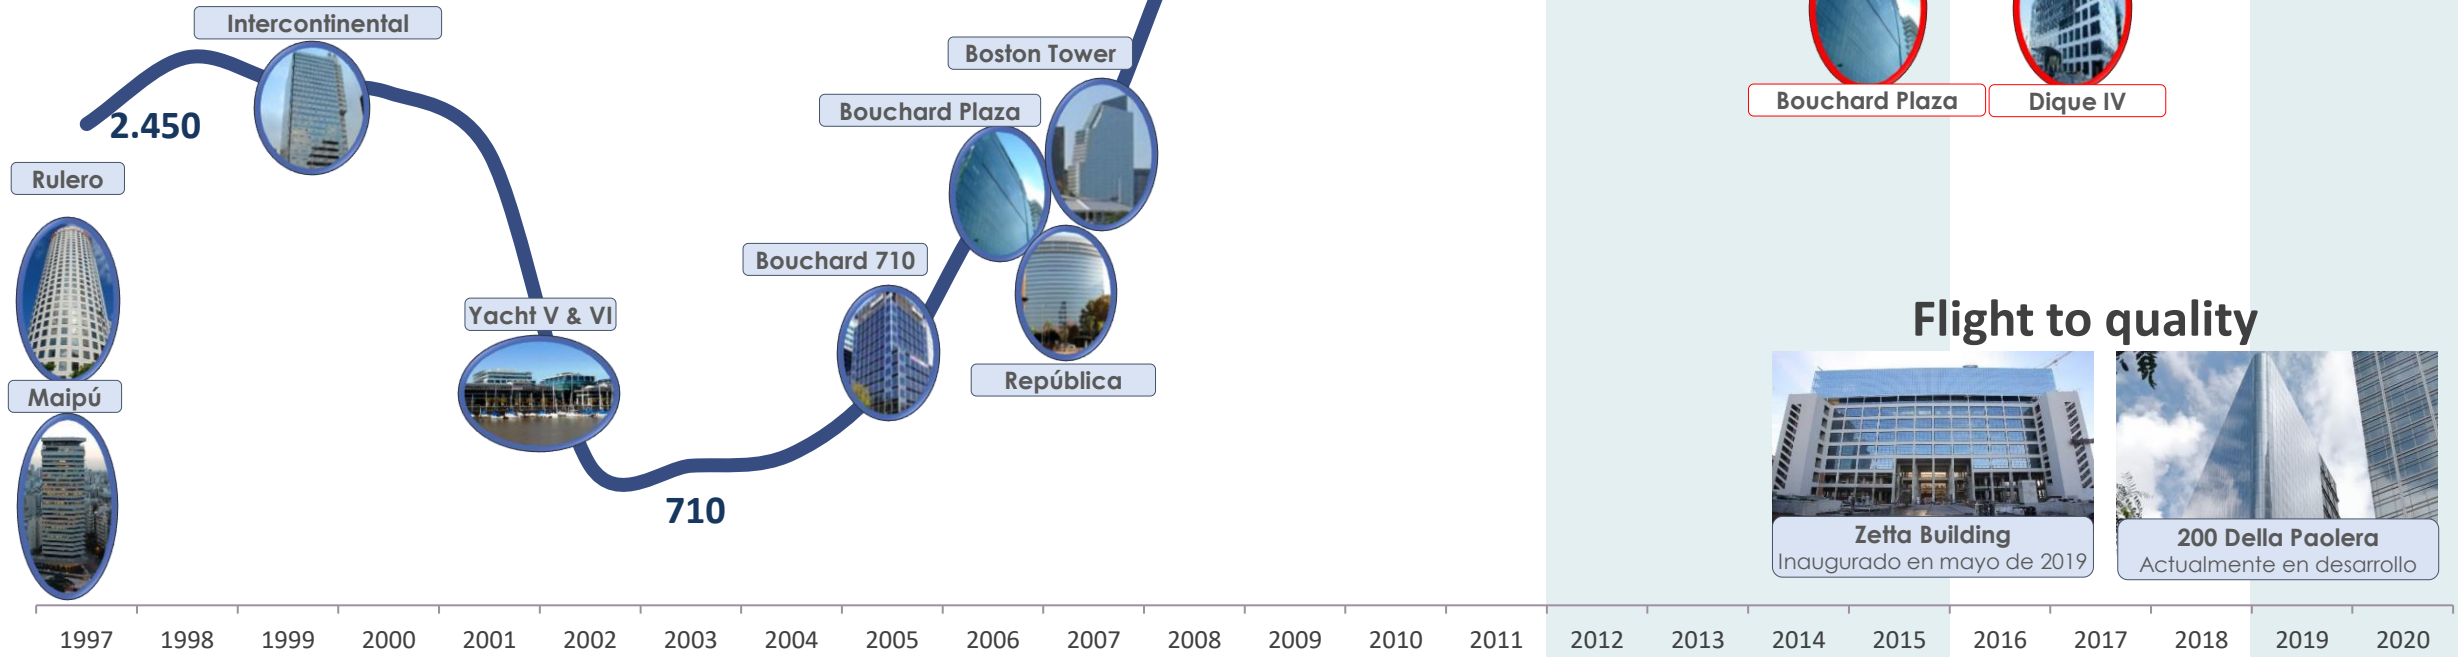 Intercontinental
Boston Tower
Bouchard Plaza
Bouchard Plaza
Dique IV
2.450
Rulero
Bouchard 710
Yacht V & VI
República
Maipú
710
Flight to quality
Zetta Building
Inaugurado en mayo de 2019
200 Della Paolera
Actualmente en desarrollo
1997 1998 1999 2000 2001 2002 2003 2004 2005 2006 2007 2008 2009 2010 2011 2012 2013 2014 2015 2016 2017 2018 2019 2020